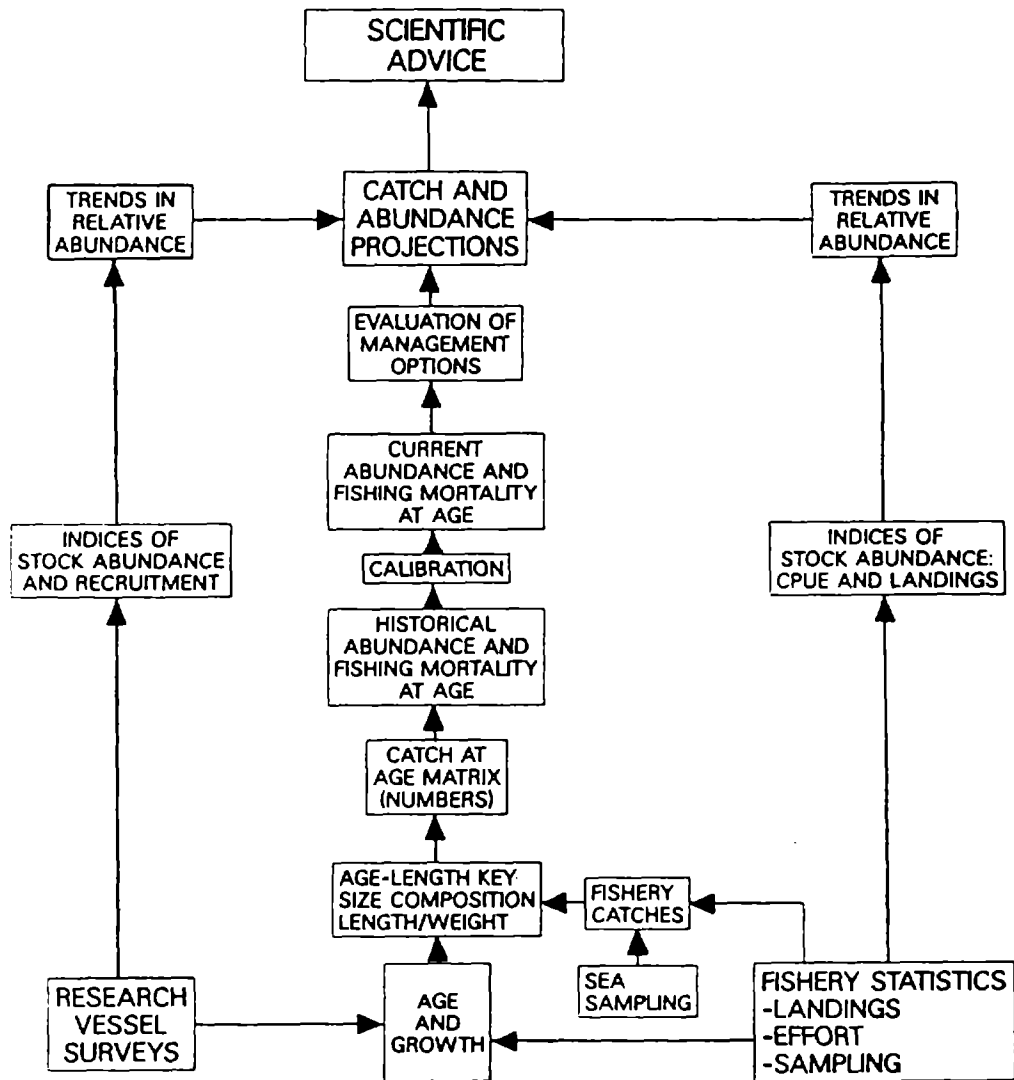 SCIENTIFIC
ADVICE
TRENDS IN
RELATIVE
ABUNDANCE
CATCH AND
ABUNDANCE
PROJECTIONS
TRENDS IN
RELATIVE
ABUNDANCE
EVALUATION OF
MANAGEMENT
OPTIONS
CURRENT
ABUNDANCE AND
FISHING MORTALITY
AT AGE
INDICES OF
STOCK ABUNDANCE
AND RECRUITMENT
CALIBRATION
INDICES OF
STOCK ABUNDANCE:
CPUE AND LANDINGS
HISTORICAL
ABUNDANCE AND
FISHING MORTALITY
AT AGE
CATCH AT
AGE MATRIX
(NUMBERS)
AGE-LENGTH KEY
SIZE COMPOSITION
LENGTH/WEIGHT
FISHERY
CATCHES
SEA
SAMPLING
RESEARCH
VESSEL
SURVEYS
AGE
AND
GROWTH
FISHERY STATISTICS
-LANDINGS
-EFFORT
-SAMPLING